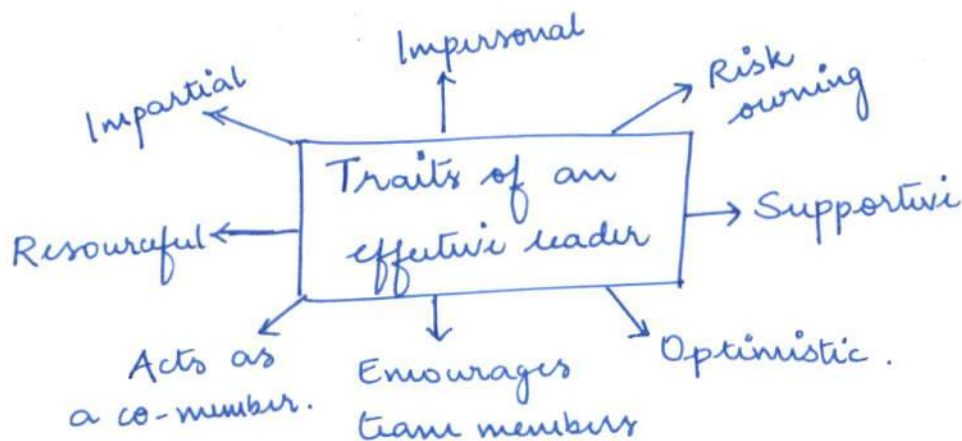 Impersonal
Impartial
Risk
owning
Traits of an
effective leader
Supportive
Resourceful
Acts as
a co-member.
Encourages
team members
Optimistic.